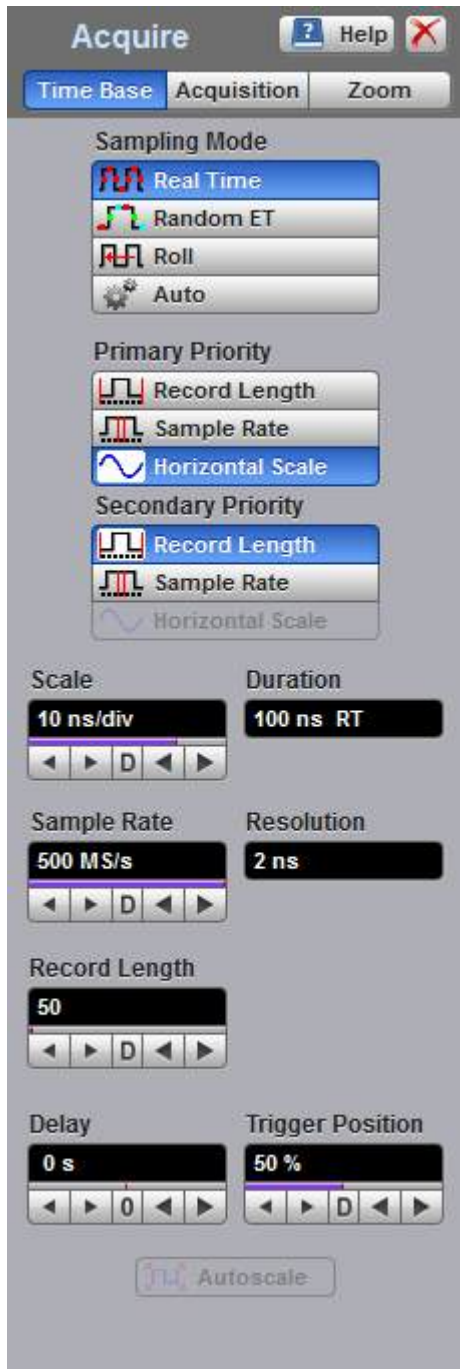 Acquire ? Help
Time Base Acquisition Zoom
Sampling Mode
Real Time
Random ET
Roll
Auto
Primary Priority
Record Length
Sample Rate
Horizontal Scale
Secondary Priority
Record Length
Sample Rate
Horizontal Scale
Scale Duration
10 ns/div 100 ns RT
D
Sample Rate Resolution
500 MS/s 2 ns
D
Record Length
50
D
Delay Trigger Position
0 s 50 %
0 D
Autoscale